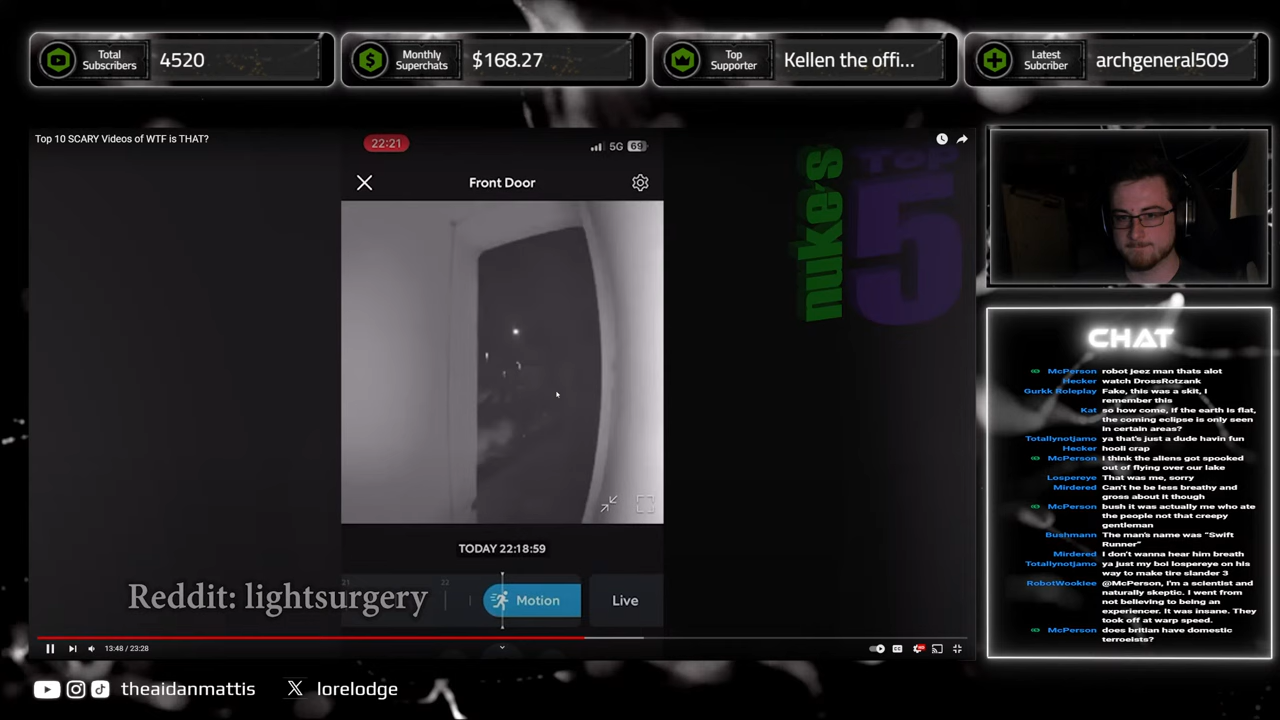 Total
Subscribers
4520
Monthly
Superchats
$168.27
Top
Supporter
Kellen the offi...
Latest
Subcriber
archgeneral509
Top 10 SCARY Videos of WTF is THAT?
22:21
5G 69
Front Door
nuke's
Top
5
TODAY 22:18:59
21
22
Motion
Live
Reddit: lightsurgery
13:48 / 23:28
CHAT
McPerson robot jeez man thats alot
Hecker watch DrossRotzank
Gurkk Roleplay Fake, this was a skit, I
remember this
Kat so how come, if the earth is flat,
the coming eclipse is only seen
in certain areas?
Totallynotjamo ya that's just a dude havin fun
Hecker hooli crap
McPerson I think the aliens got spooked
out of flying over our lake
Lospereye That was me, sorry
Mirdered Can't he be less breathy and
gross about it though
McPerson bush it was actually me who ate
the people not that creepy
gentleman
Bushmann The man's name was "Swift
Runner"
Mirdered I don't wanna hear him breath
Totallynotjamo ya just my boi lospereye on his
way to make tire slander 3
RobotWooklee @McPerson, I'm a scientist and
naturally skeptic. I went from
not believing to being an
experiencer. It was insane. They
took off at warp speed.
McPerson does britian have domestic
terroeists?
theaidanmattis
lorelodge